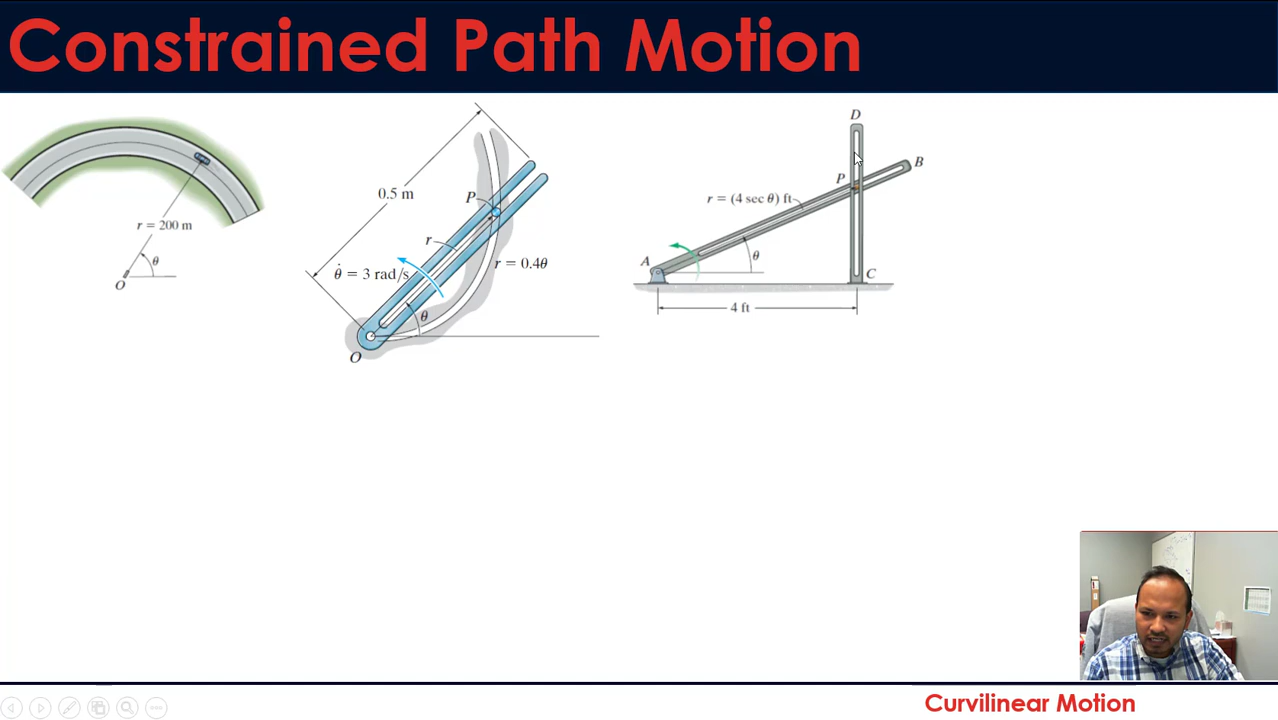 Constrained Path Motion
r = 200 m
θ
O
0.5 m
P
r
θ̇ = 3 rad/s
r = 0.4θ
θ
O
D
B
P
r = (4 sec θ) ft
A
θ
C
4 ft
Curvilinear Motion